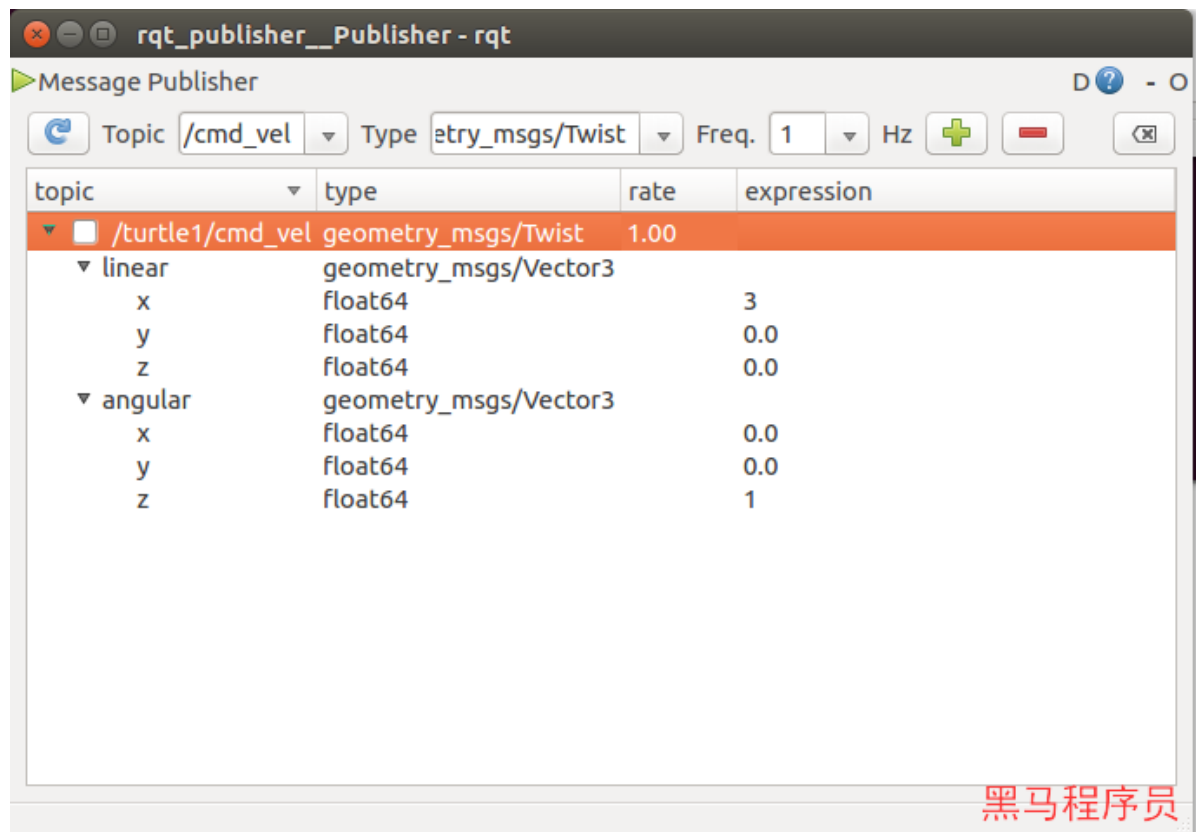 rqt_publisher__Publisher - rqt
Message Publisher D ? - O
Topic /cmd_vel Type etry_msgs/Twist Freq. 1 Hz
topic type rate expression
/turtle1/cmd_vel geometry_msgs/Twist 1.00
linear geometry_msgs/Vector3
x float64 3
y float64 0.0
z float64 0.0
angular geometry_msgs/Vector3
x float64 0.0
y float64 0.0
z float64 1
黑马程序员